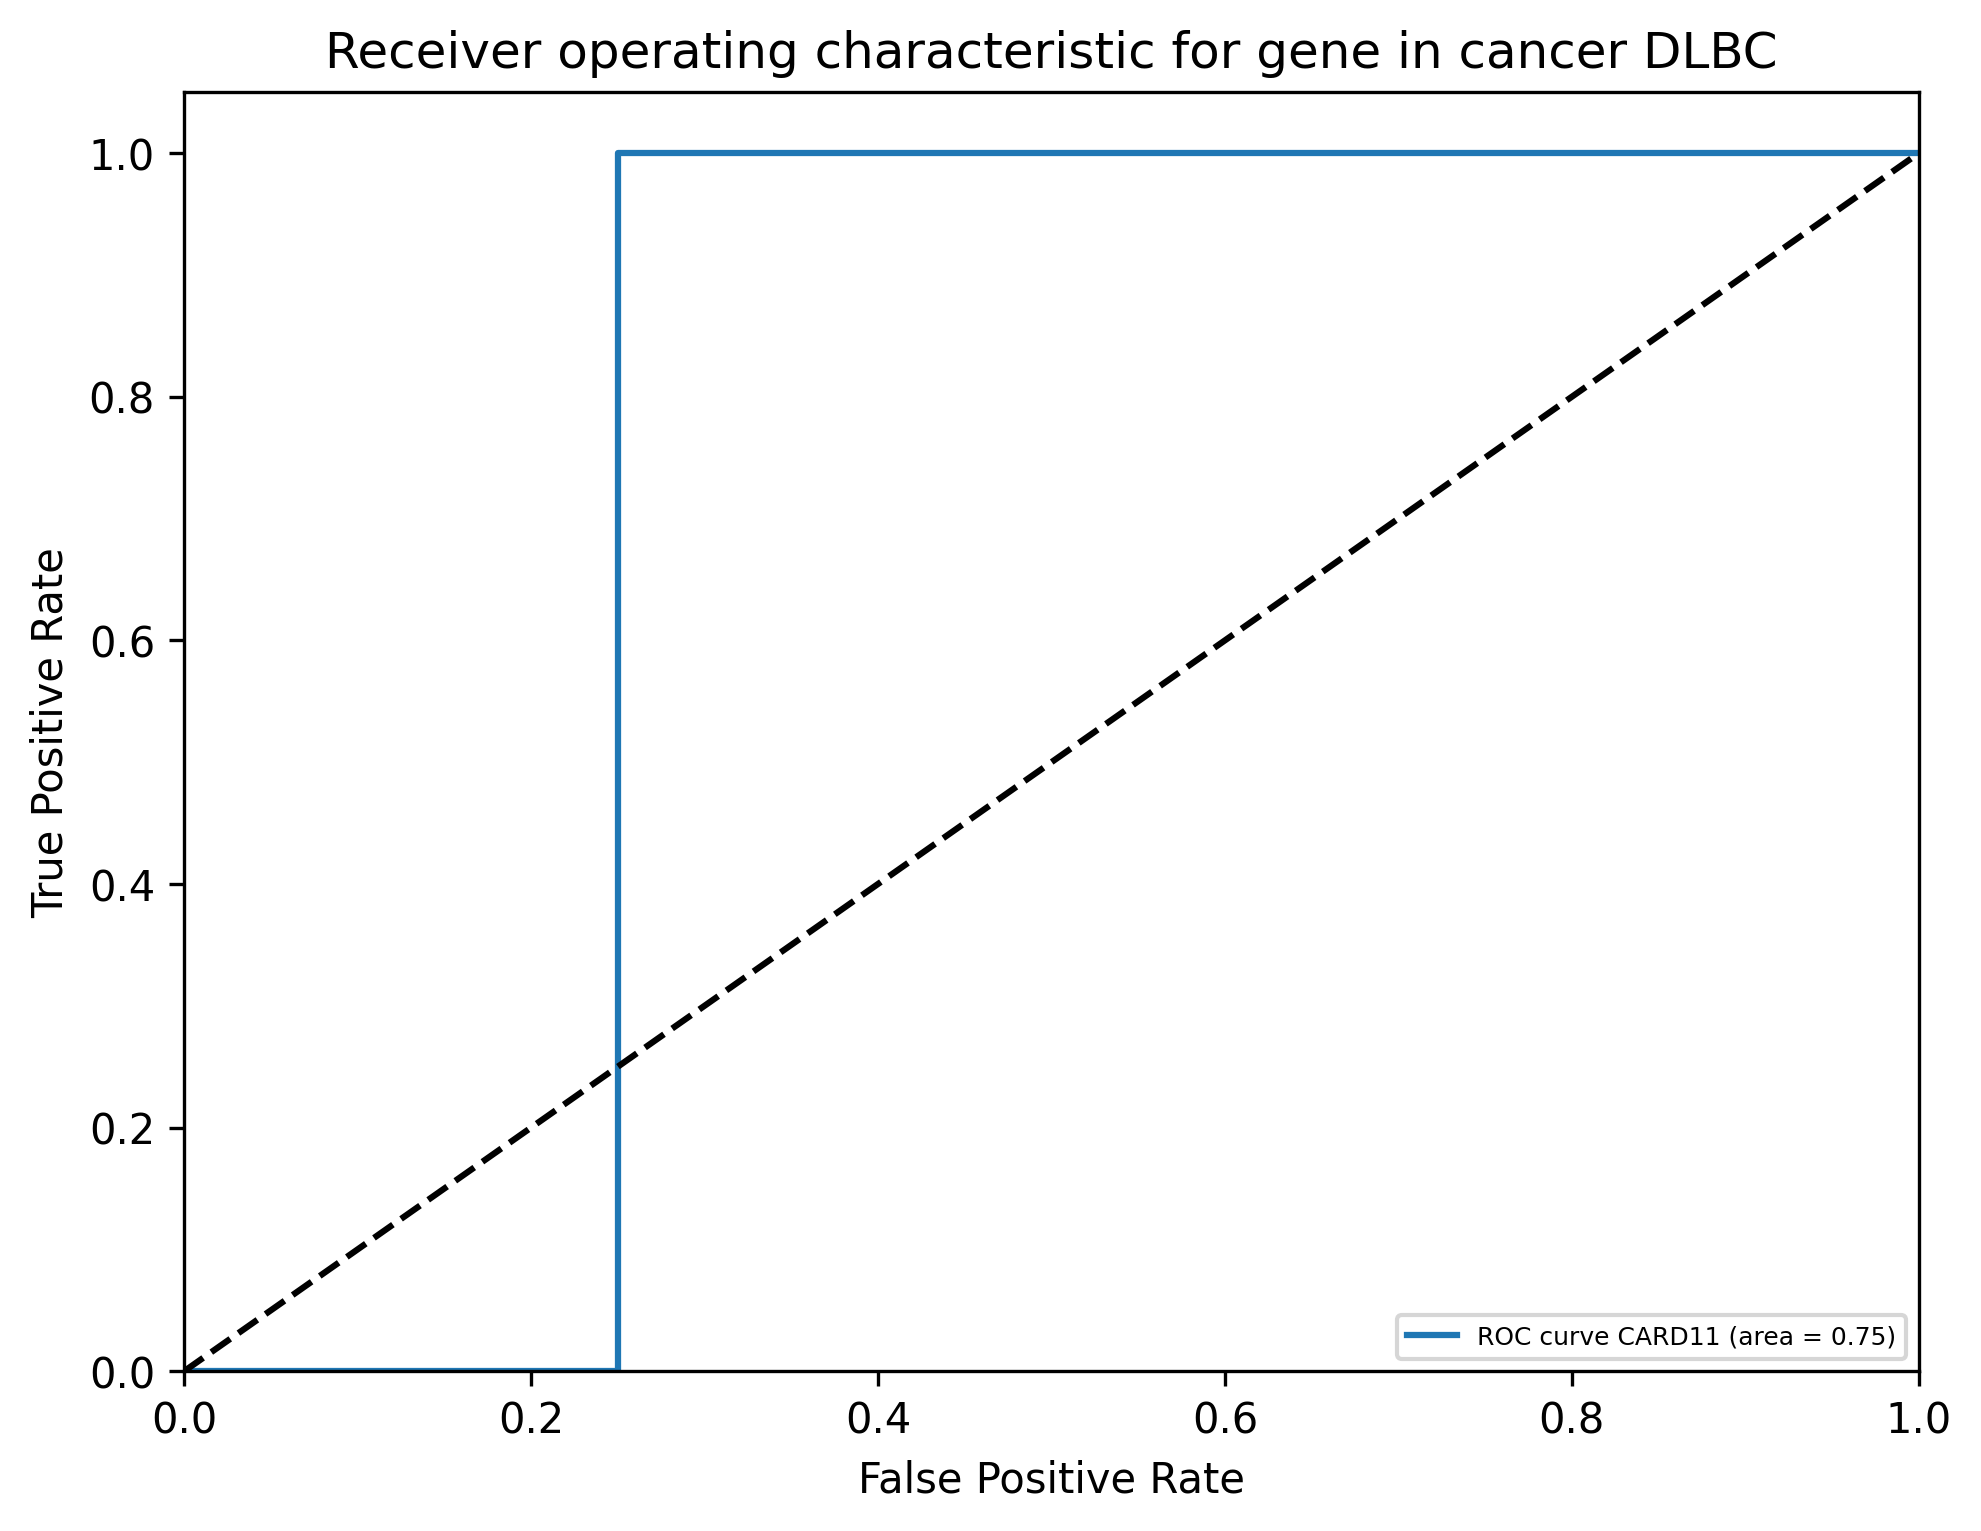 Receiver operating characteristic for gene in cancer DLBC
True Positive Rate
1.0
0.8
0.6
0.4
0.2
0.0
ROC curve CARD11 (area = 0.75)
0.0 0.2 0.4 0.6 0.8 1.0
False Positive Rate